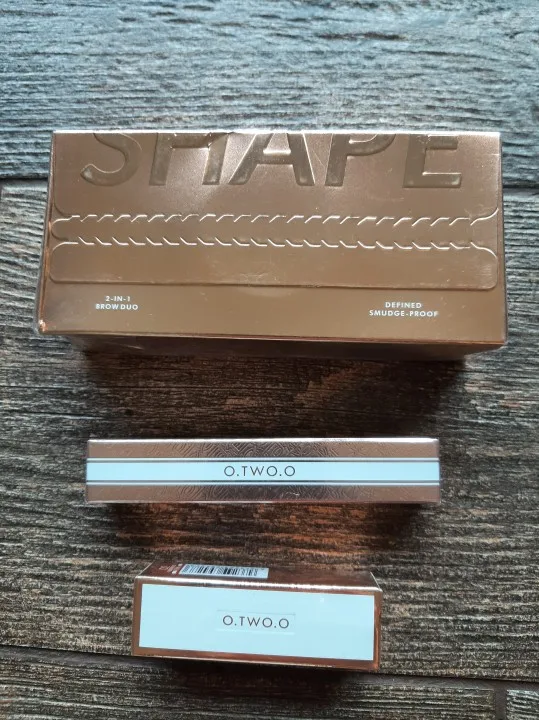 SHAPE
2-IN-1
BROW DUO
DEFINED
SMUDGE-PROOF
O.TWO.O
O.TWO.O